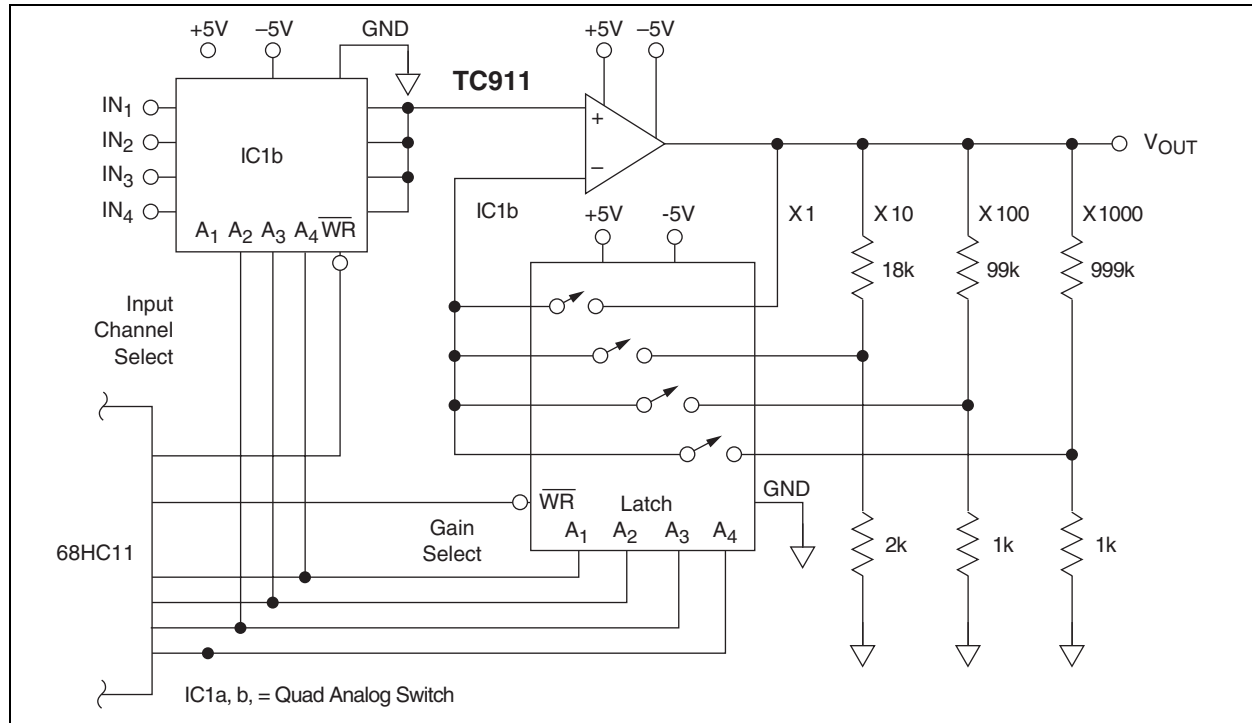 +5V
–5V
GND
TC911
+5V
–5V
IN1
IN2
IN3
IN4
IC1b
A1 A2 A3 A4 WR
+
–
VOUT
IC1b
+5V
-5V
X1
X10
X100
X1000
18k
99k
999k
Input
Channel
Select
WR
Latch
GND
Gain
Select
A1 A2 A3 A4
2k
1k
1k
68HC11
IC1a, b, = Quad Analog Switch